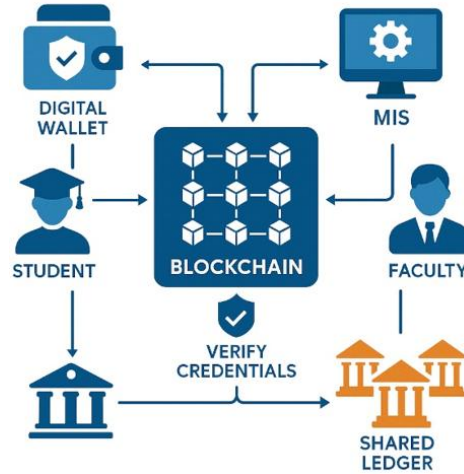 DIGITAL
WALLET
MIS
STUDENT
BLOCKCHAIN
FACULTY
VERIFY
CREDENTIALS
SHARED
LEDGER